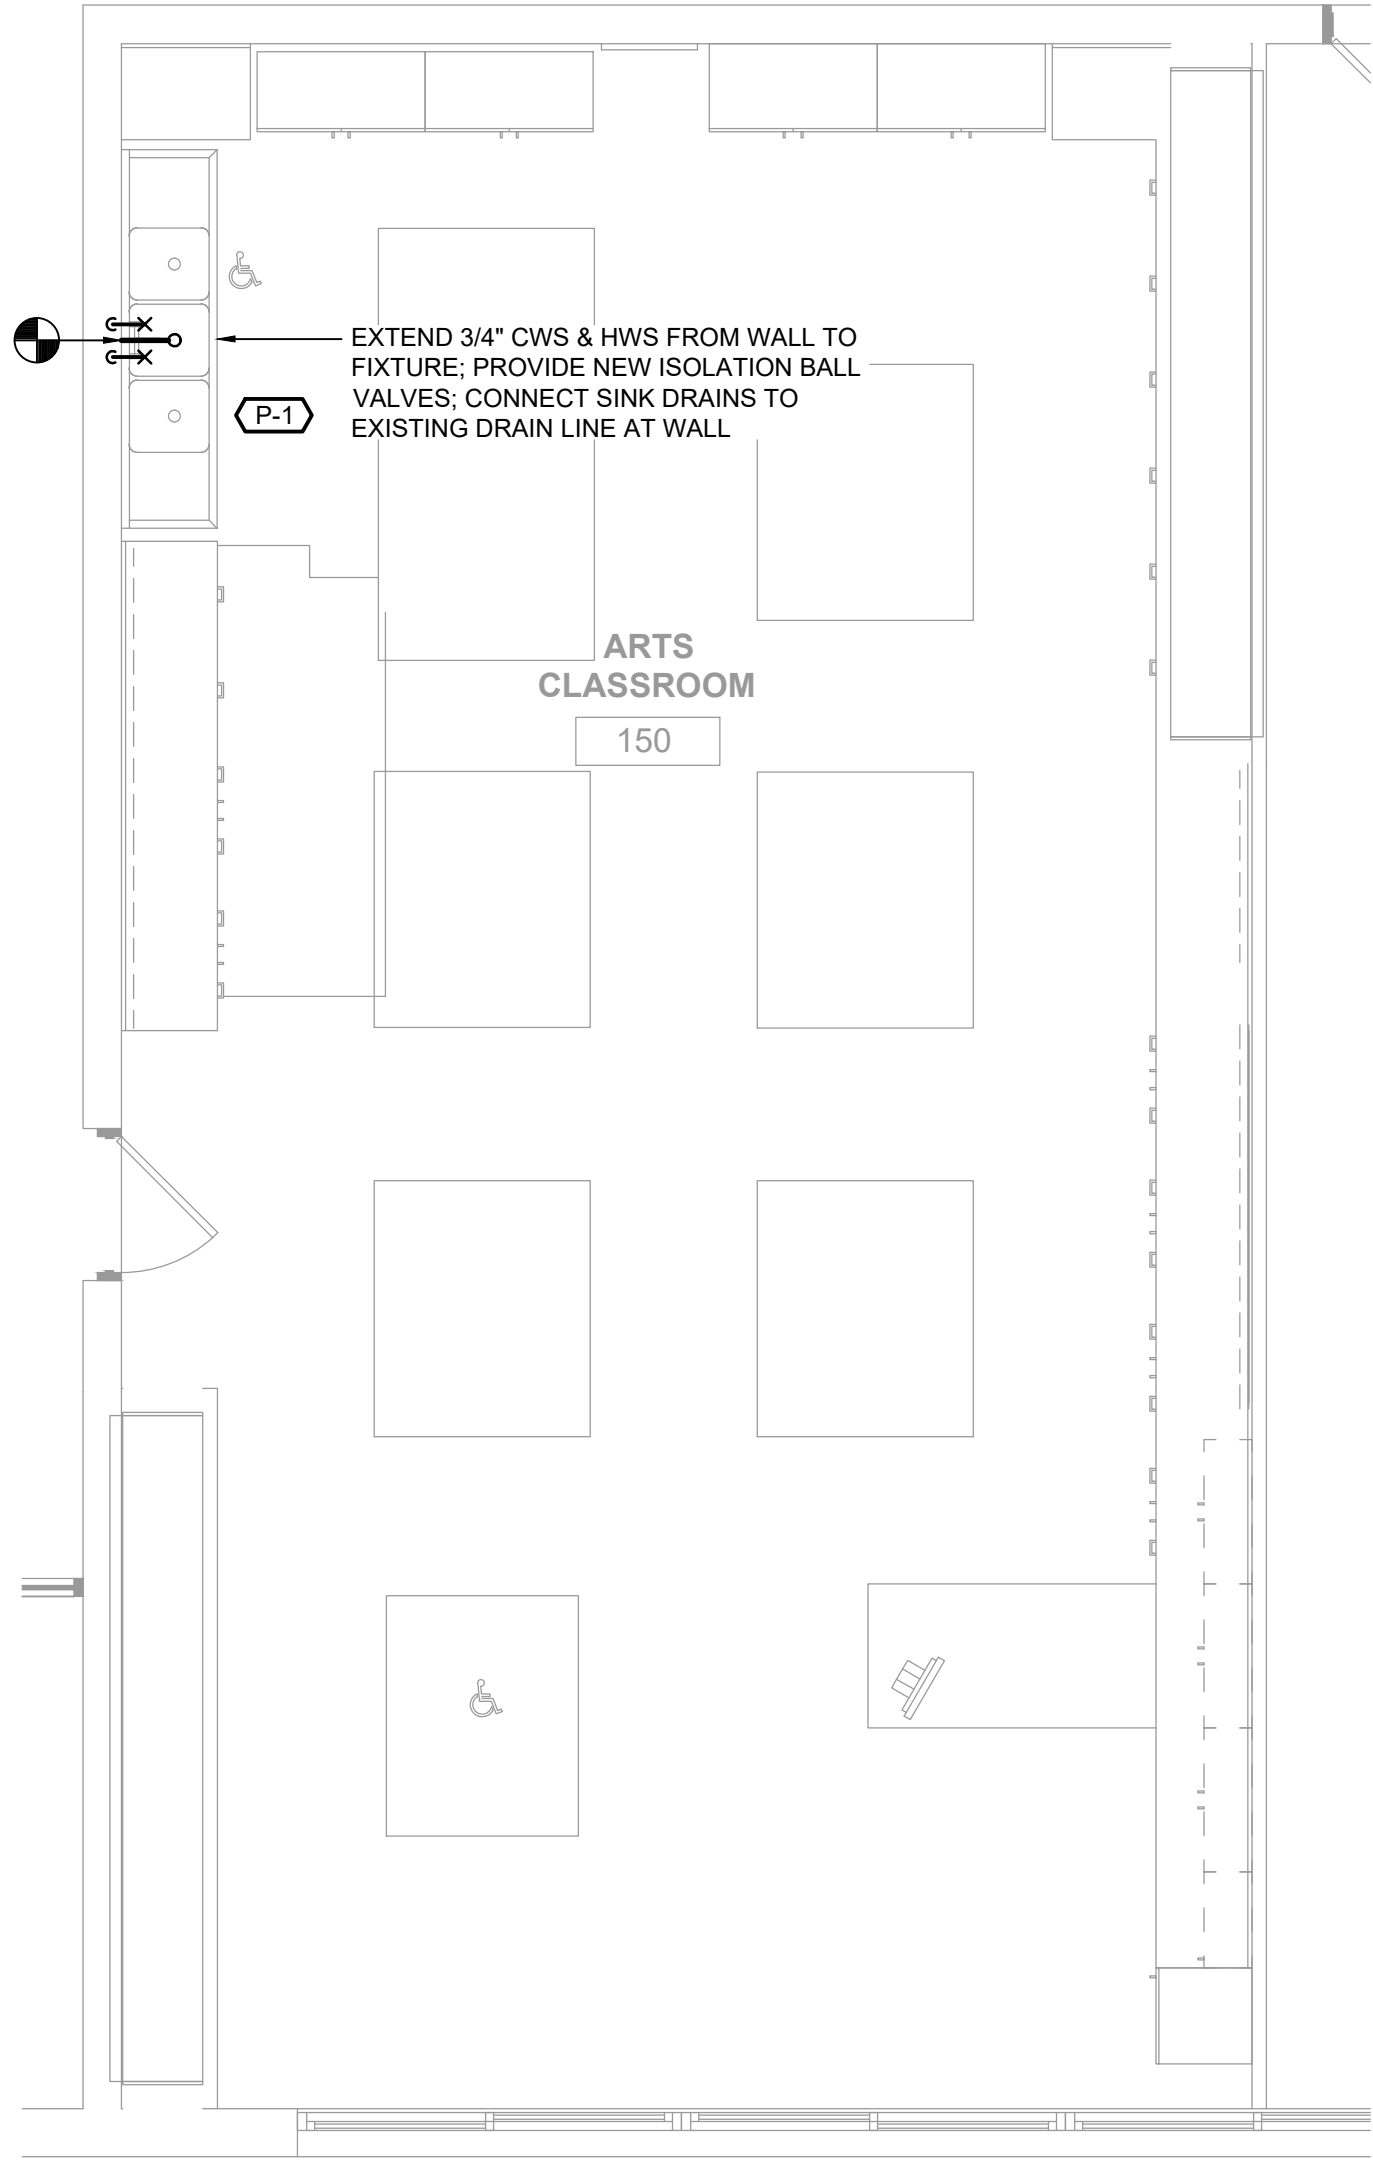 EXTEND 3/4" CWS & HWS FROM WALL TO
FIXTURE; PROVIDE NEW ISOLATION BALL
VALVES; CONNECT SINK DRAINS TO
EXISTING DRAIN LINE AT WALL
P-1
ARTS
CLASSROOM
150